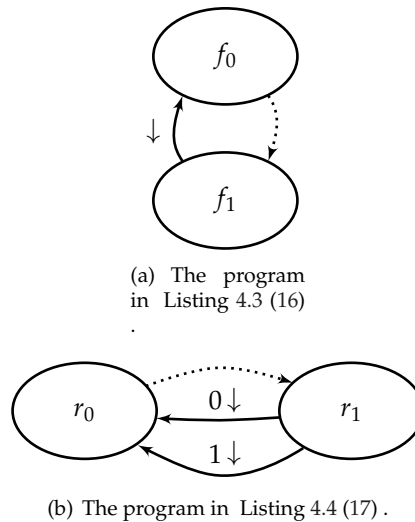 f₀
↓
f₁
(a) The program
in Listing 4.3 (16)
.
r₀
0 ↓
r₁
1 ↓
(b) The program in Listing 4.4 (17) .